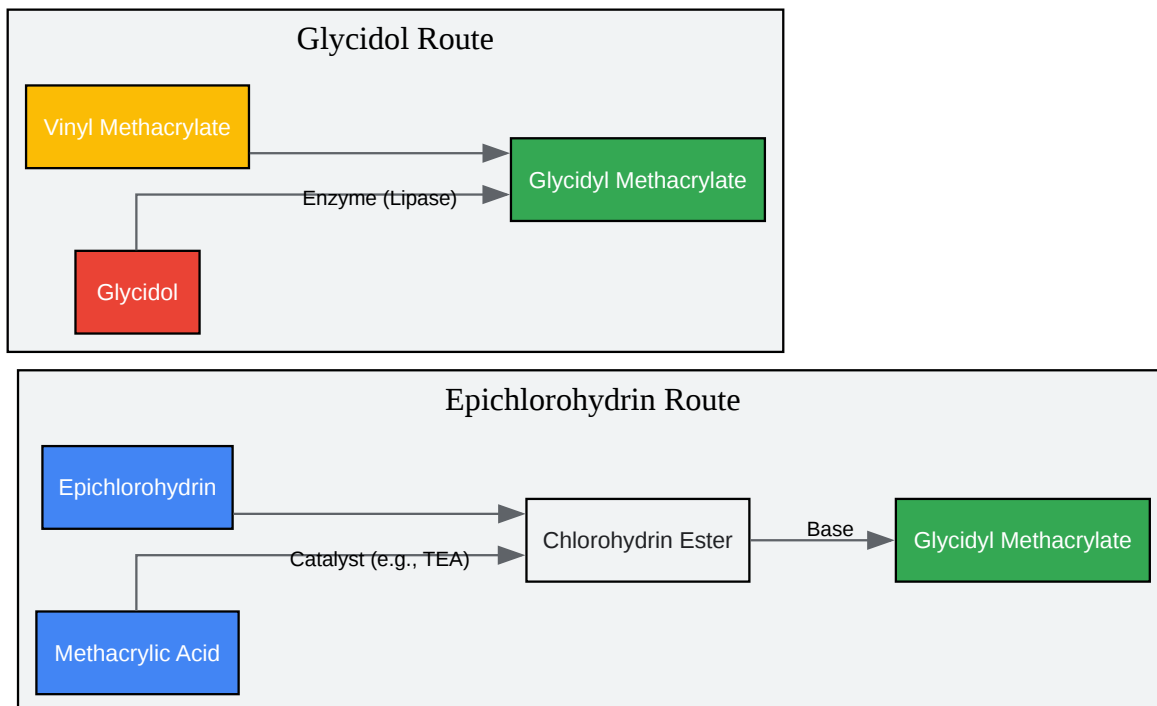 Glycidol Route
Vinyl Methacrylate
Glycidyl Methacrylate
Enzyme (Lipase)
Glycidol
Epichlorohydrin Route
Epichlorohydrin
Chlorohydrin Ester
Base
Glycidyl Methacrylate
Catalyst (e.g., TEA)
Methacrylic Acid